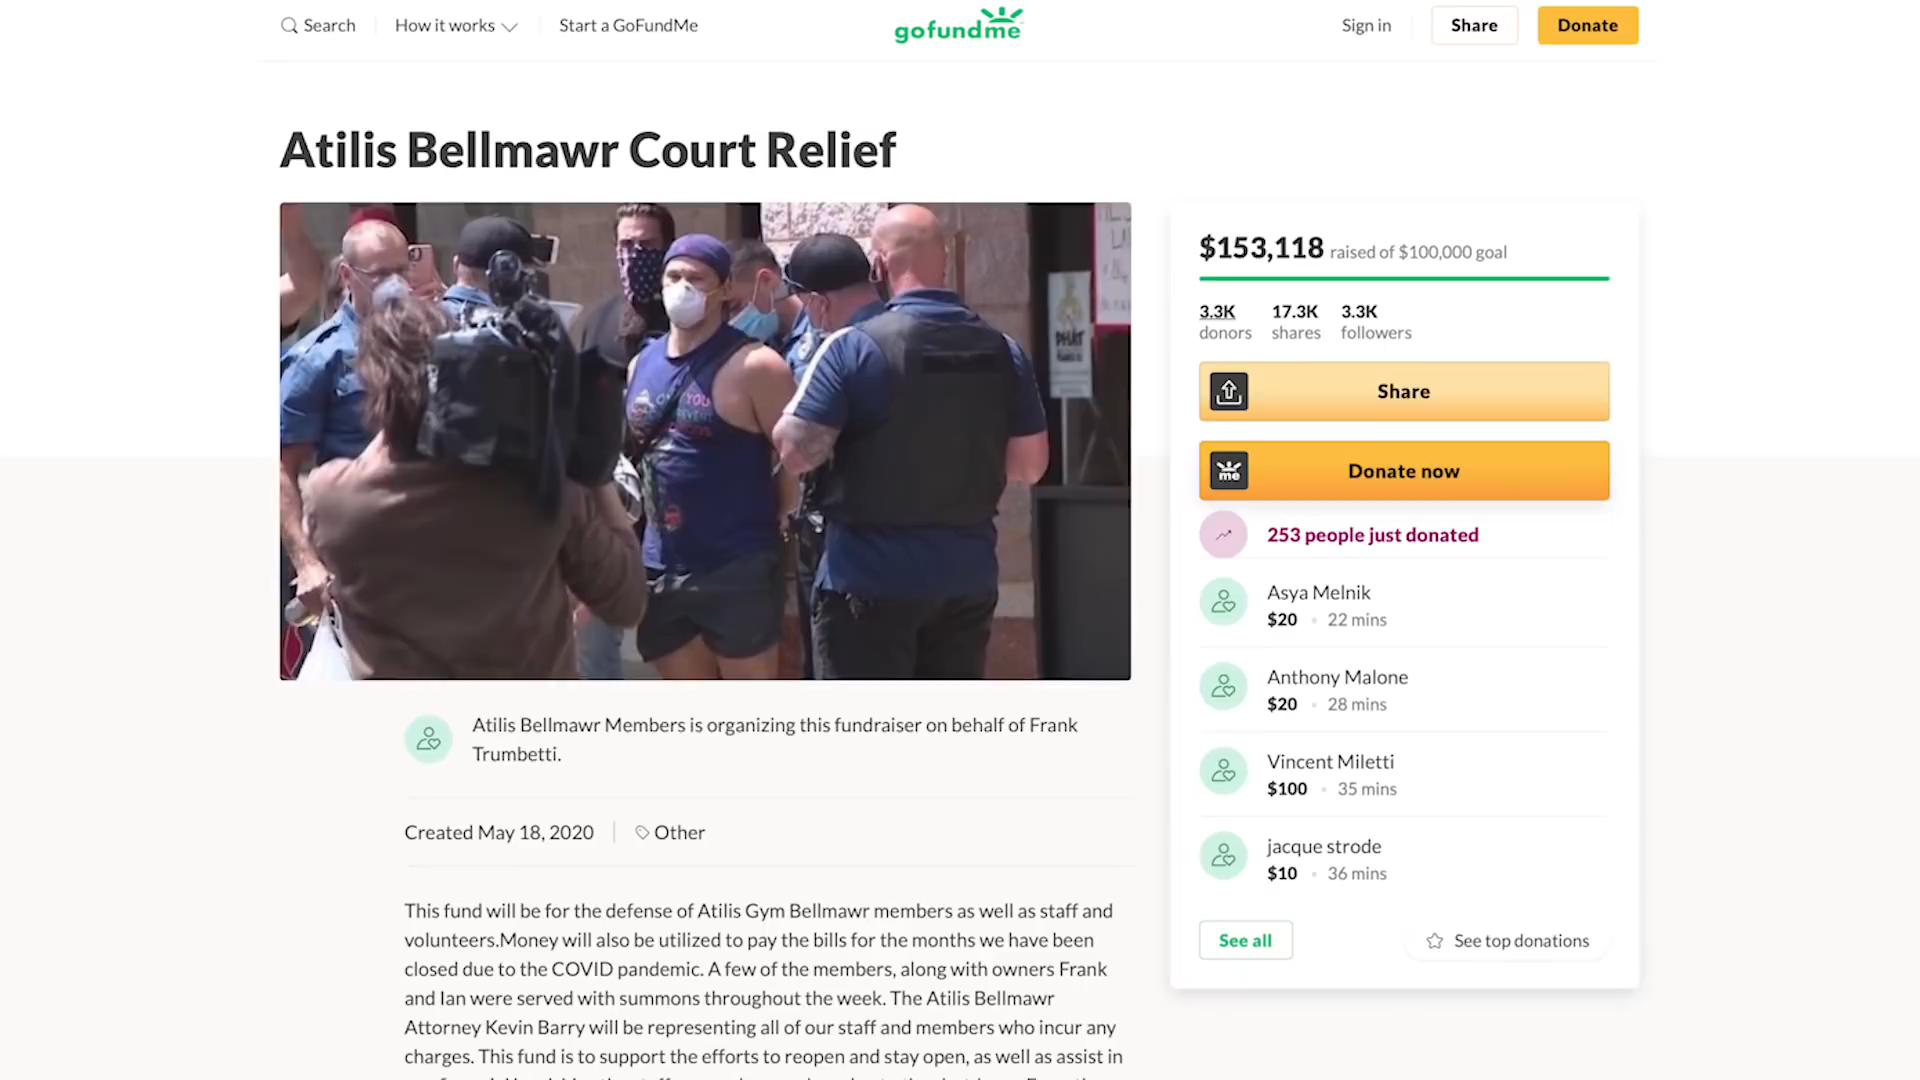 Search How it works Start a GoFundMe gofundme Sign in Share Donate
Atilis Bellmawr Court Relief
$153,118 raised of $100,000 goal
3.3K 17.3K 3.3K
donors shares followers
Share
me Donate now
253 people just donated
Asya Melnik
$20 • 22 mins
Anthony Malone
$20 • 28 mins
Vincent Miletti
$100 • 35 mins
jacque strode
$10 • 36 mins
See all See top donations
Atilis Bellmawr Members is organizing this fundraiser on behalf of Frank
Trumbetti.
Created May 18, 2020 Other
This fund will be for the defense of Atilis Gym Bellmawr members as well as staff and
volunteers.Money will also be utilized to pay the bills for the months we have been
closed due to the COVID pandemic. A few of the members, along with owners Frank
and Ian were served with summons throughout the week. The Atilis Bellmawr
Attorney Kevin Barry will be representing all of our staff and members who incur any
charges. This fund is to support the efforts to reopen and stay open, as well as assist in